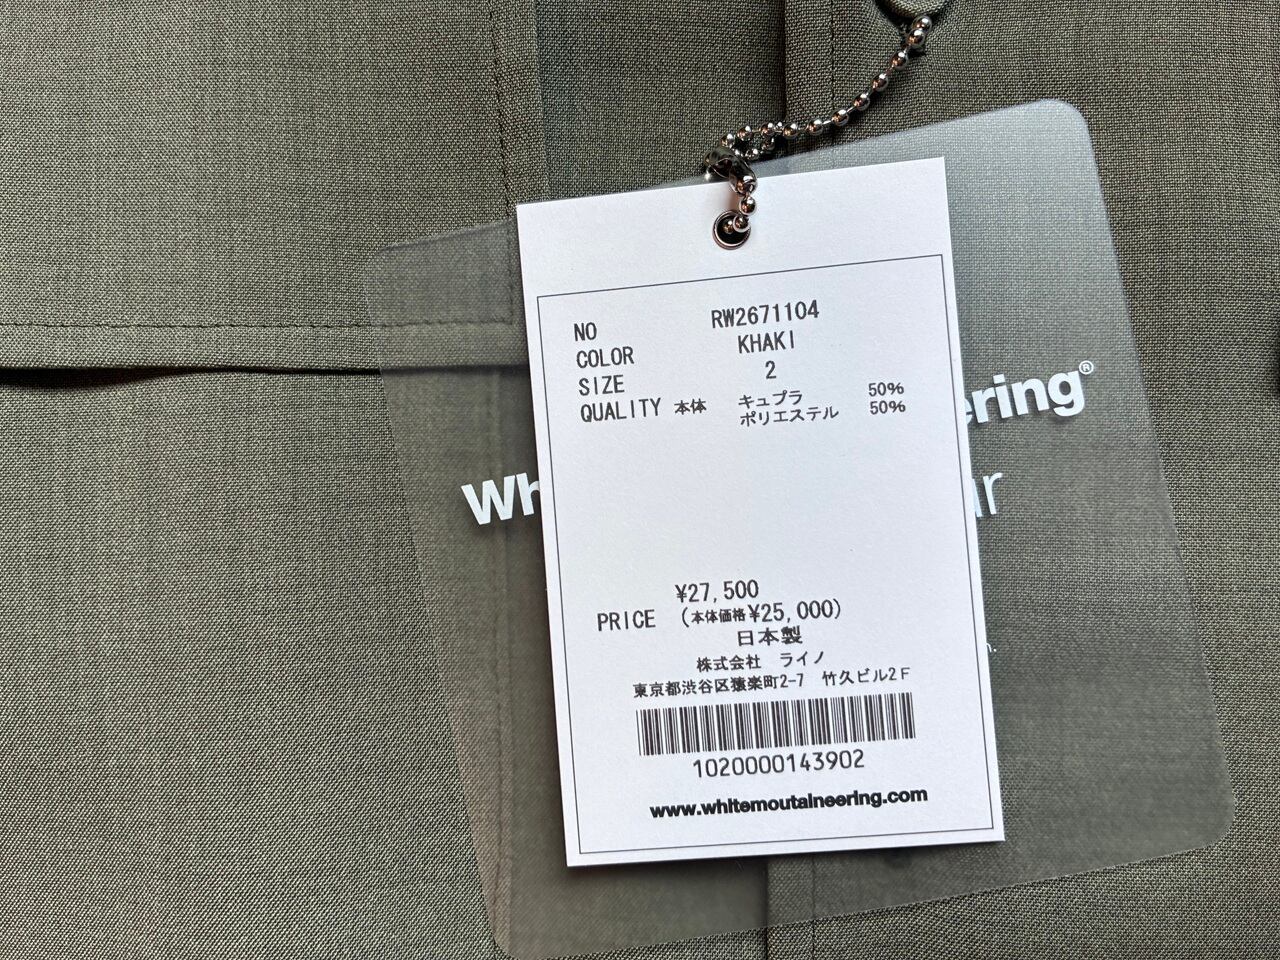 NO RW2671104
COLOR KHAKI
SIZE 2
QUALITY 本体 キュプラ 50%
ポリエステル 50%
ering®
Wh
ar
¥27,500
PRICE (本体価格¥25,000)
日本製
株式会社 ライノ
東京都渋谷区猿楽町2-7 竹久ビル2F
n.
1020000143902
www.whitemoutaineering.com